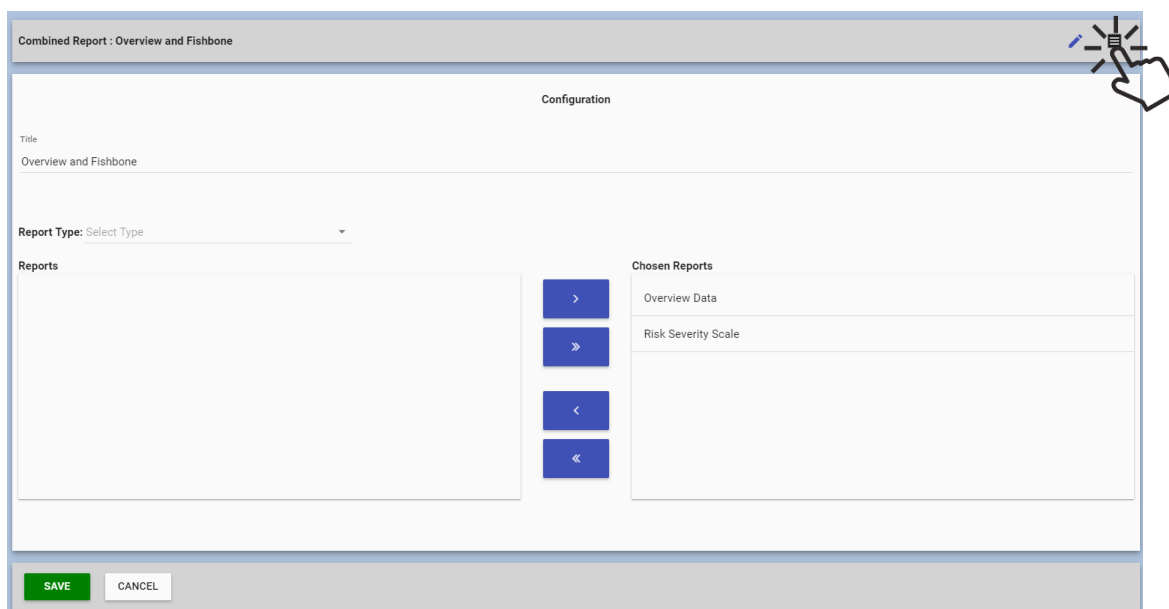 Combined Report : Overview and Fishbone
Configuration
Title
Overview and Fishbone
Report Type: Select Type
Reports
Chosen Reports
Overview Data
Risk Severity Scale
SAVE
CANCEL